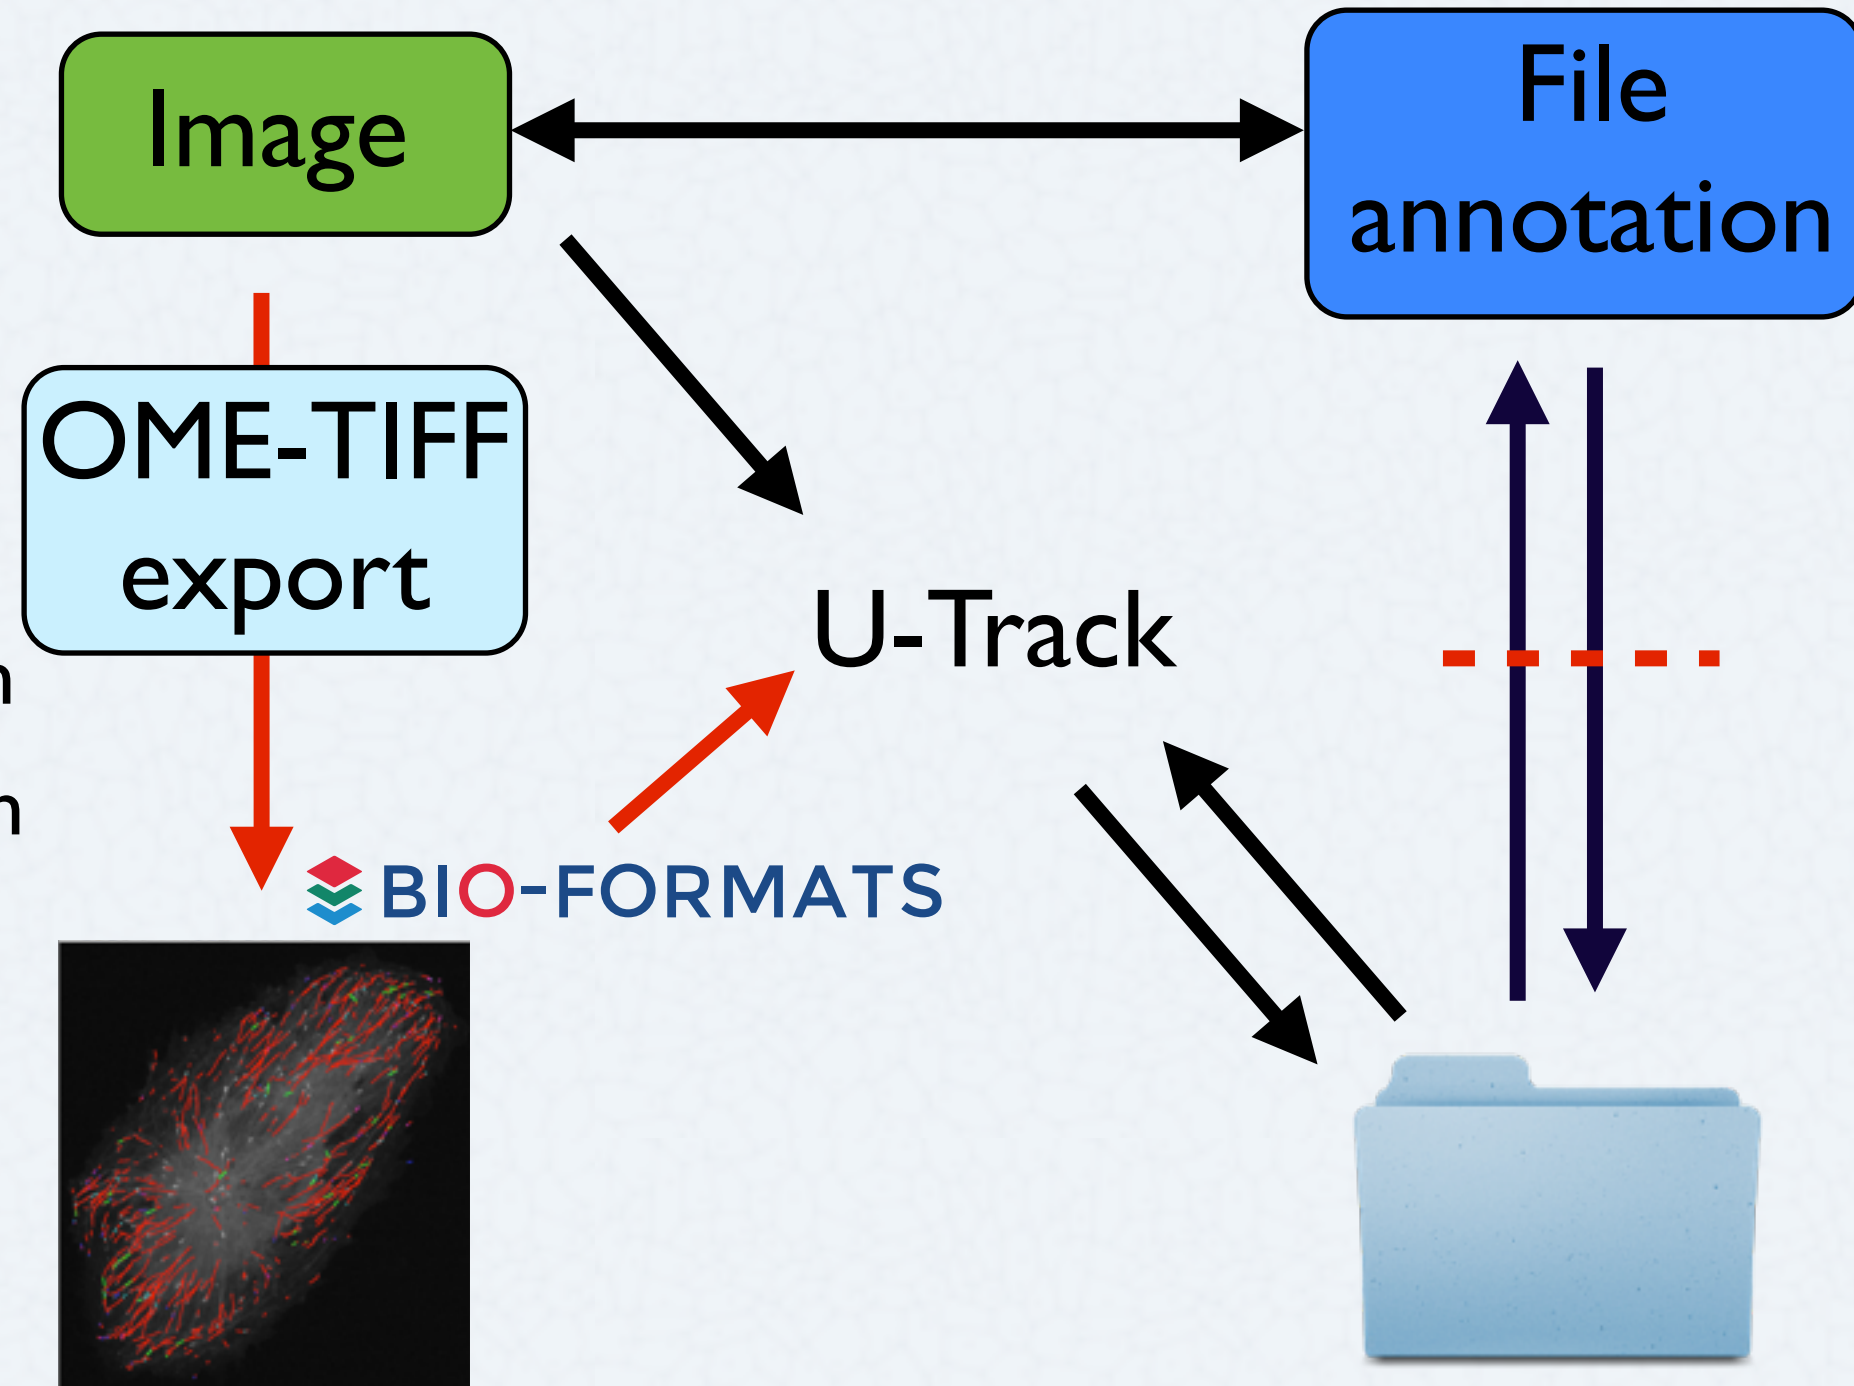 Image
File
annotation
OME-TIFF
export
U-Track
BIO-FORMATS